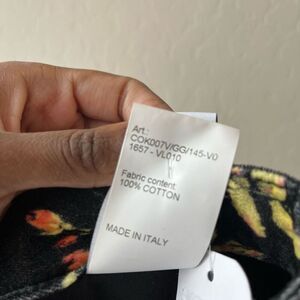 Art.:
COK007V/GG/145-V0
1657 - VL010
Fabric content
100% COTTON
MADE IN ITALY